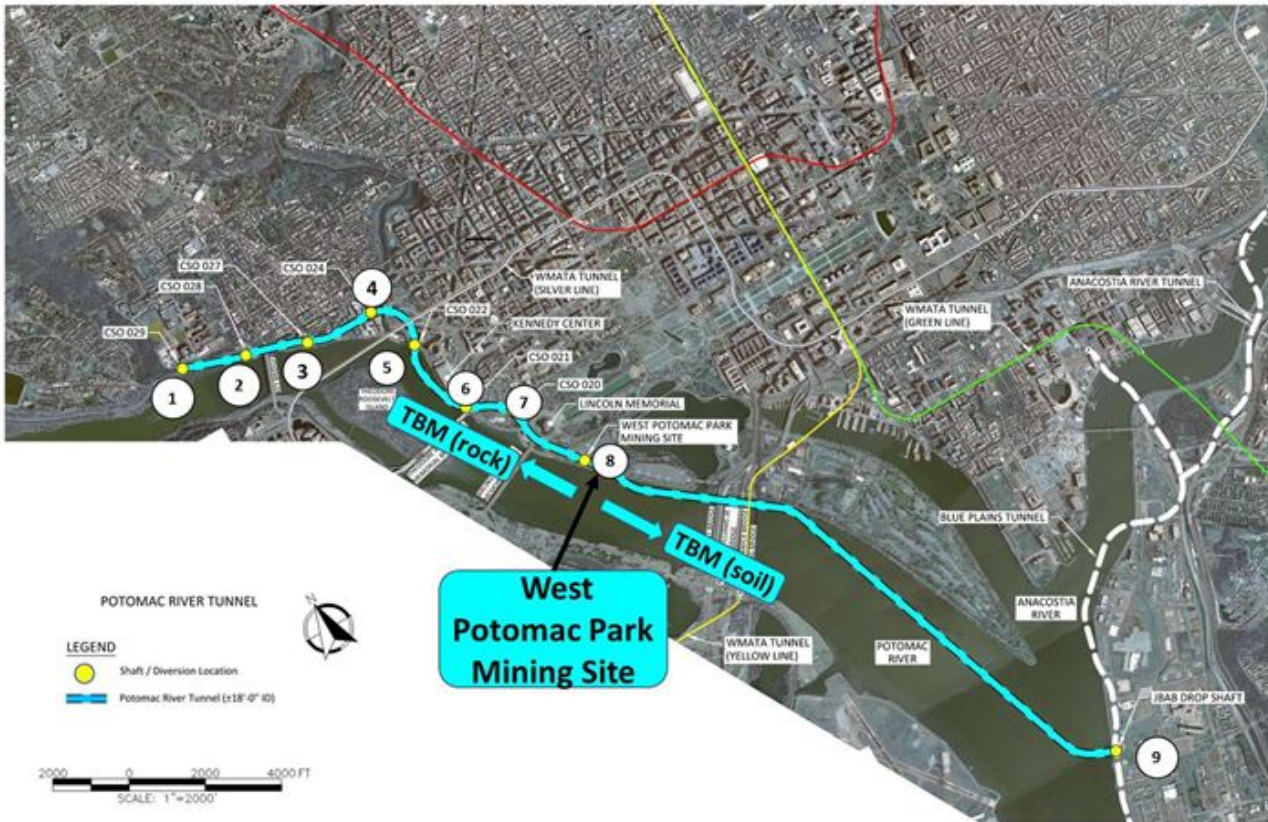 CSO 027
CSO 028
CSO 024
CSO 029
4
WMATA TUNNEL
(SILVER LINE)
CSO 022
KENNEDY CENTER
CSO 021
1
2
3
5
6
7
CSO 020
LINCOLN MEMORIAL
WEST POTOMAC PARK
MINING SITE
8
ANACOSTIA RIVER TUNNEL
WMATA TUNNEL
(GREEN LINE)
THEODORE
ROOSEVELT
ISLAND
TBM (rock)
TBM (soil)
West
Potomac Park
Mining Site
BLUE PLAINS TUNNEL
ANACOSTIA
RIVER
WMATA TUNNEL
(YELLOW LINE)
POTOMAC
RIVER
JBAB DROP SHAFT
9
POTOMAC RIVER TUNNEL
N
LEGEND
Shaft / Diversion Location
Potomac River Tunnel (±18'-0" ID)
2000 0 2000 4000 FT
SCALE: 1"=2000'